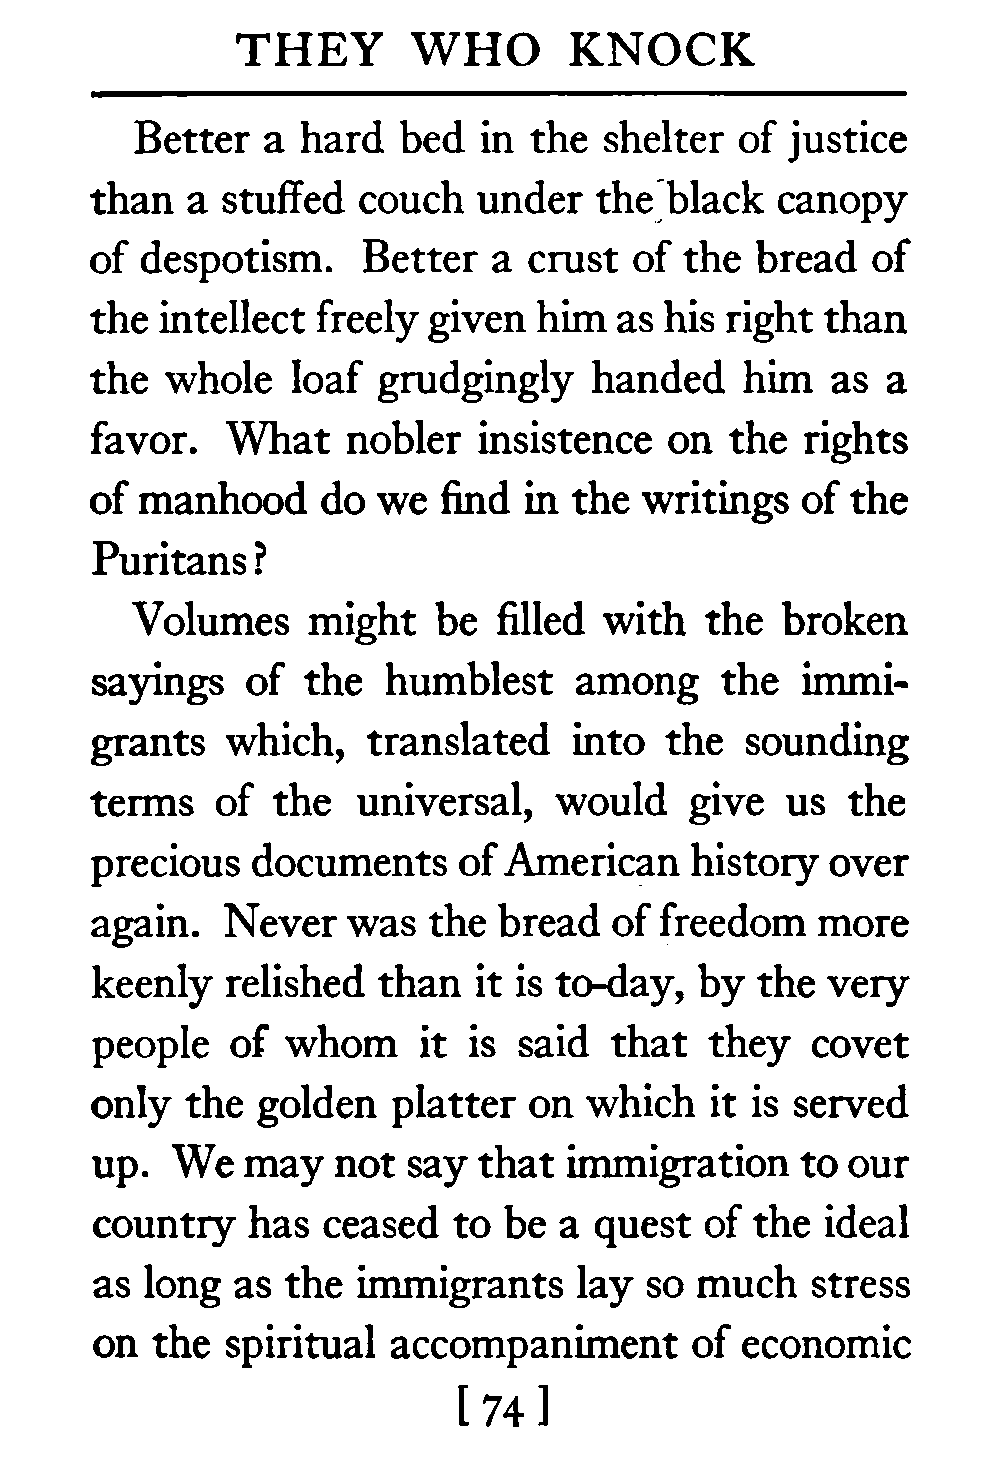 THEY WHO KNOCK
Better a hard bed in the shelter of justice
than a stuffed couch under the black canopy
of despotism. Better a crust of the bread of
the intellect freely given him as his right than
the whole loaf grudgingly handed him as a
favor. What nobler insistence on the rights
of manhood do we find in the writings of the
Puritans?
Volumes might be filled with the broken
sayings of the humblest among the immi-
grants which, translated into the sounding
terms of the universal, would give us the
precious documents of American history over
again. Never was the bread of freedom more
keenly relished than it is to-day, by the very
people of whom it is said that they covet
only the golden platter on which it is served
up. We may not say that immigration to our
country has ceased to be a quest of the ideal
as long as the immigrants lay so much stress
on the spiritual accompaniment of economic
[ 74 ]